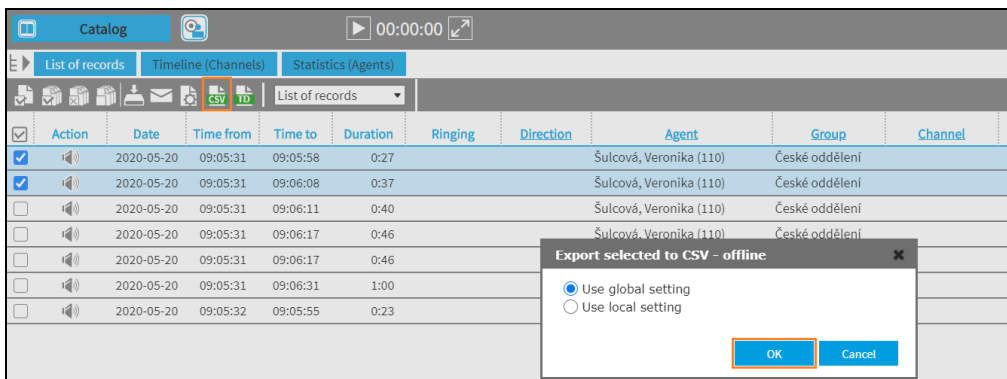 Catalog 00:00:00
List of records Timeline (Channels) Statistics (Agents)
CSV TD List of records
Action Date Time from Time to Duration Ringing Direction Agent Group Channel
2020-05-20 09:05:31 09:05:58 0:27 Šulcová, Veronika (110) České oddělení
2020-05-20 09:05:31 09:06:08 0:37 Šulcová, Veronika (110) České oddělení
2020-05-20 09:05:31 09:06:11 0:40 Šulcová, Veronika (110) České oddělení
2020-05-20 09:05:31 09:06:17 0:46 Šulcová, Veronika (110) České oddělení
2020-05-20 09:05:31 09:06:17 0:46
2020-05-20 09:05:31 09:06:31 1:00
2020-05-20 09:05:32 09:05:55 0:23
Export selected to CSV - offline
Use global setting
Use local setting
OK Cancel